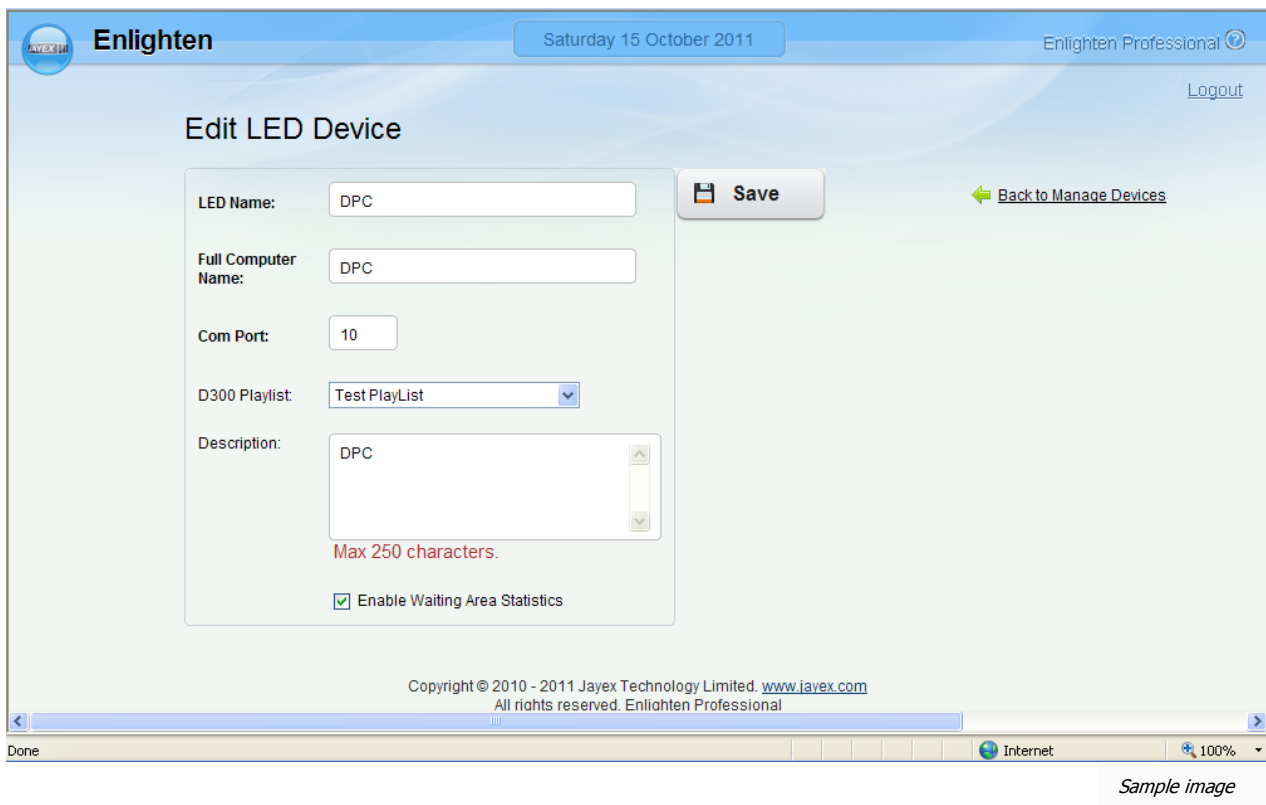 JAYEX
Enlighten
Saturday 15 October 2011
Enlighten Professional ?
Logout
Edit LED Device
LED Name:
DPC
Save
Back to Manage Devices
Full Computer
Name:
DPC
Com Port:
10
D300 Playlist:
Test PlayList
Description:
DPC
Max 250 characters.
Enable Waiting Area Statistics
Copyright © 2010 - 2011 Jayex Technology Limited. www.jayex.com
All rights reserved. Enlighten Professional
Done
Internet
100%
Sample image